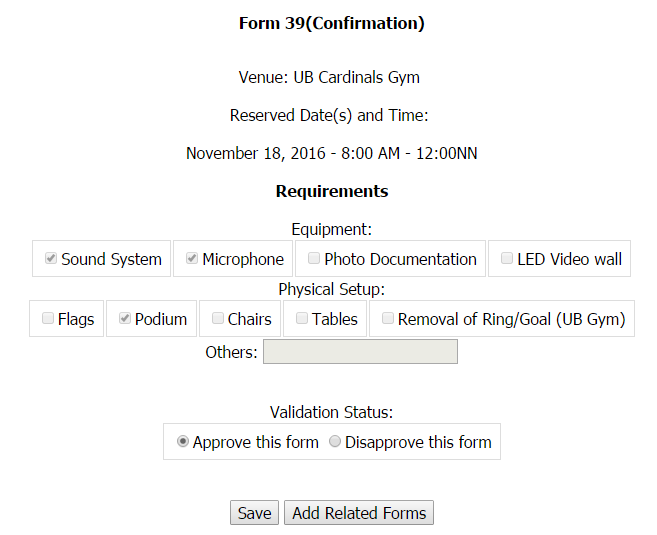 Form 39(Confirmation)
Venue: UB Cardinals Gym
Reserved Date(s) and Time:
November 18, 2016 - 8:00 AM - 12:00NN
Requirements
Equipment:
Sound System Microphone Photo Documentation LED Video wall
Physical Setup:
Flags Podium Chairs Tables Removal of Ring/Goal (UB Gym)
Others:
Validation Status:
Approve this form Disapprove this form
Save Add Related Forms